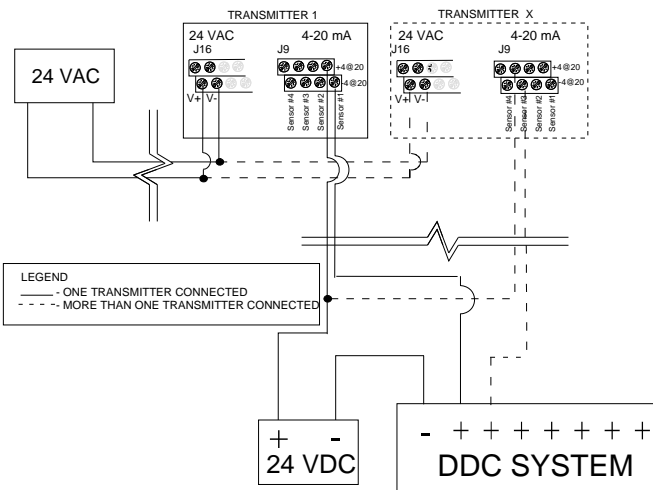 TRANSMITTER 1
24 VAC
4-20 mA
J16
J9
+4@20
-4@20
V+
V-
Sensor #4
Sensor #3
Sensor #2
Sensor #1
TRANSMITTER X
24 VAC
4-20 mA
J16
J9
+4@20
-4@20
V+
V-
Sensor #4
Sensor #3
Sensor #2
Sensor #1
24 VAC
LEGEND
- ONE TRANSMITTER CONNECTED
- MORE THAN ONE TRANSMITTER CONNECTED
+ -
24 VDC
- + + + + + + +
DDC SYSTEM